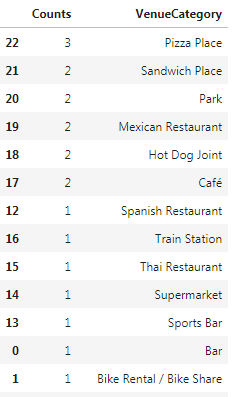 Counts VenueCategory
22 3 Pizza Place
21 2 Sandwich Place
20 2 Park
19 2 Mexican Restaurant
18 2 Hot Dog Joint
17 2 Café
12 1 Spanish Restaurant
16 1 Train Station
15 1 Thai Restaurant
14 1 Supermarket
13 1 Sports Bar
0 1 Bar
1 1 Bike Rental / Bike Share